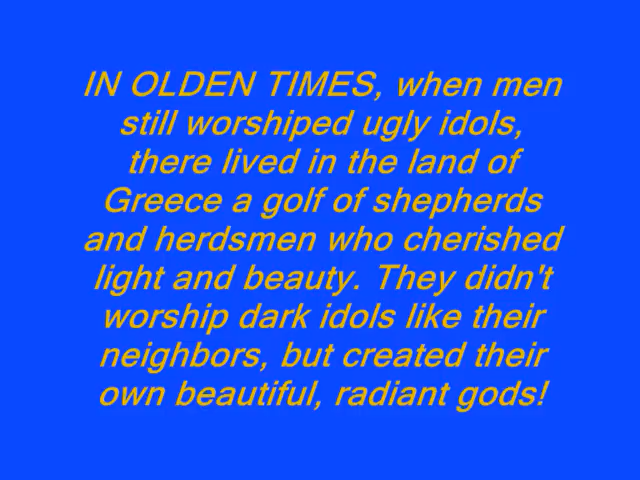 IN OLDEN TIMES, when men
still worshiped ugly idols,
there lived in the land of
Greece a golf of shepherds
and herdsmen who cherished
light and beauty. They didn't
worship dark idols like their
neighbors, but created their
own beautiful, radiant gods!